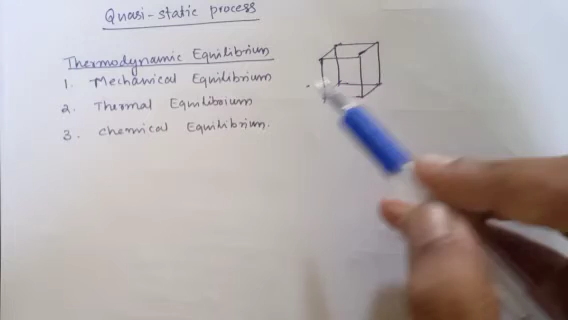 Quasi-static process
Thermodynamic Equilibrium
1. Mechanical Equilibrium
2. Thermal Equilibrium
3. Chemical Equilibrium.